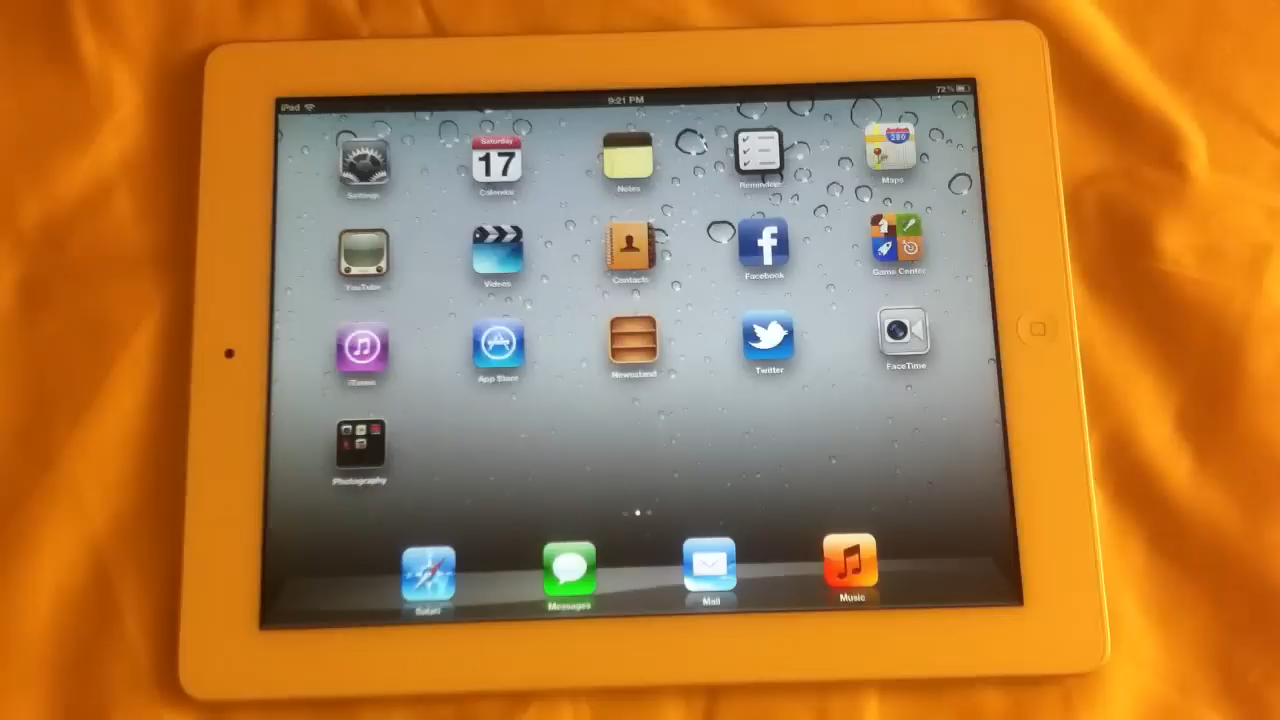 iPad 9:21 PM 72%
Saturday
17
280
Settings Calendar Notes Reminders Maps
YouTube Videos Contacts Facebook Game Center
iTunes App Store Newsstand Twitter FaceTime
Photography
Safari Messages Mail Music